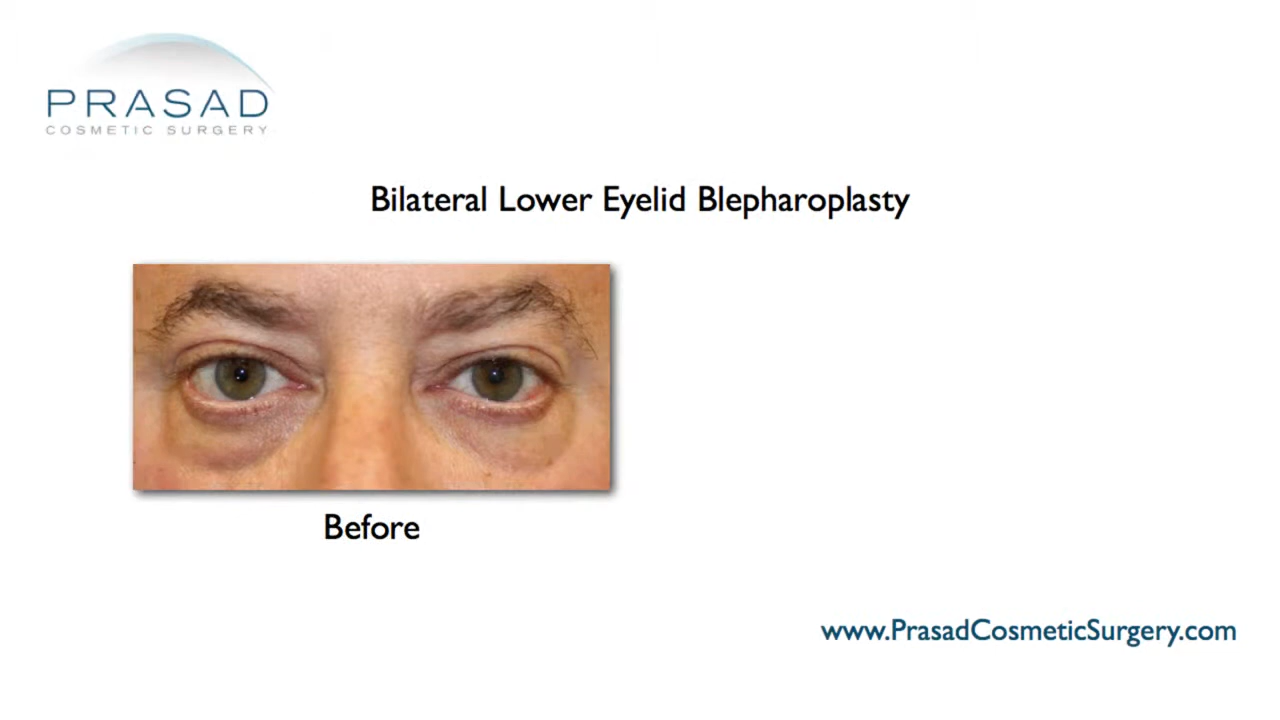 PRASAD
COSMETIC SURGERY
Bilateral Lower Eyelid Blepharoplasty
Before
www.PrasadCosmeticSurgery.com